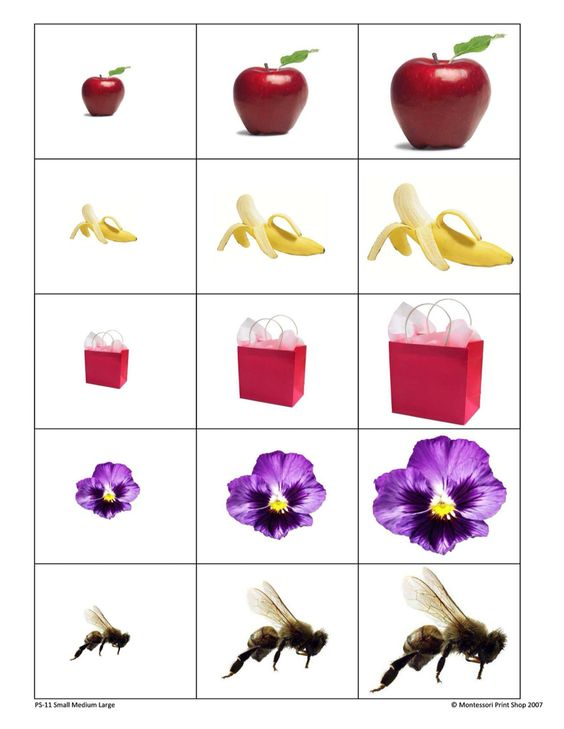 PS-11 Small Medium Large
© Montessori Print Shop 2007